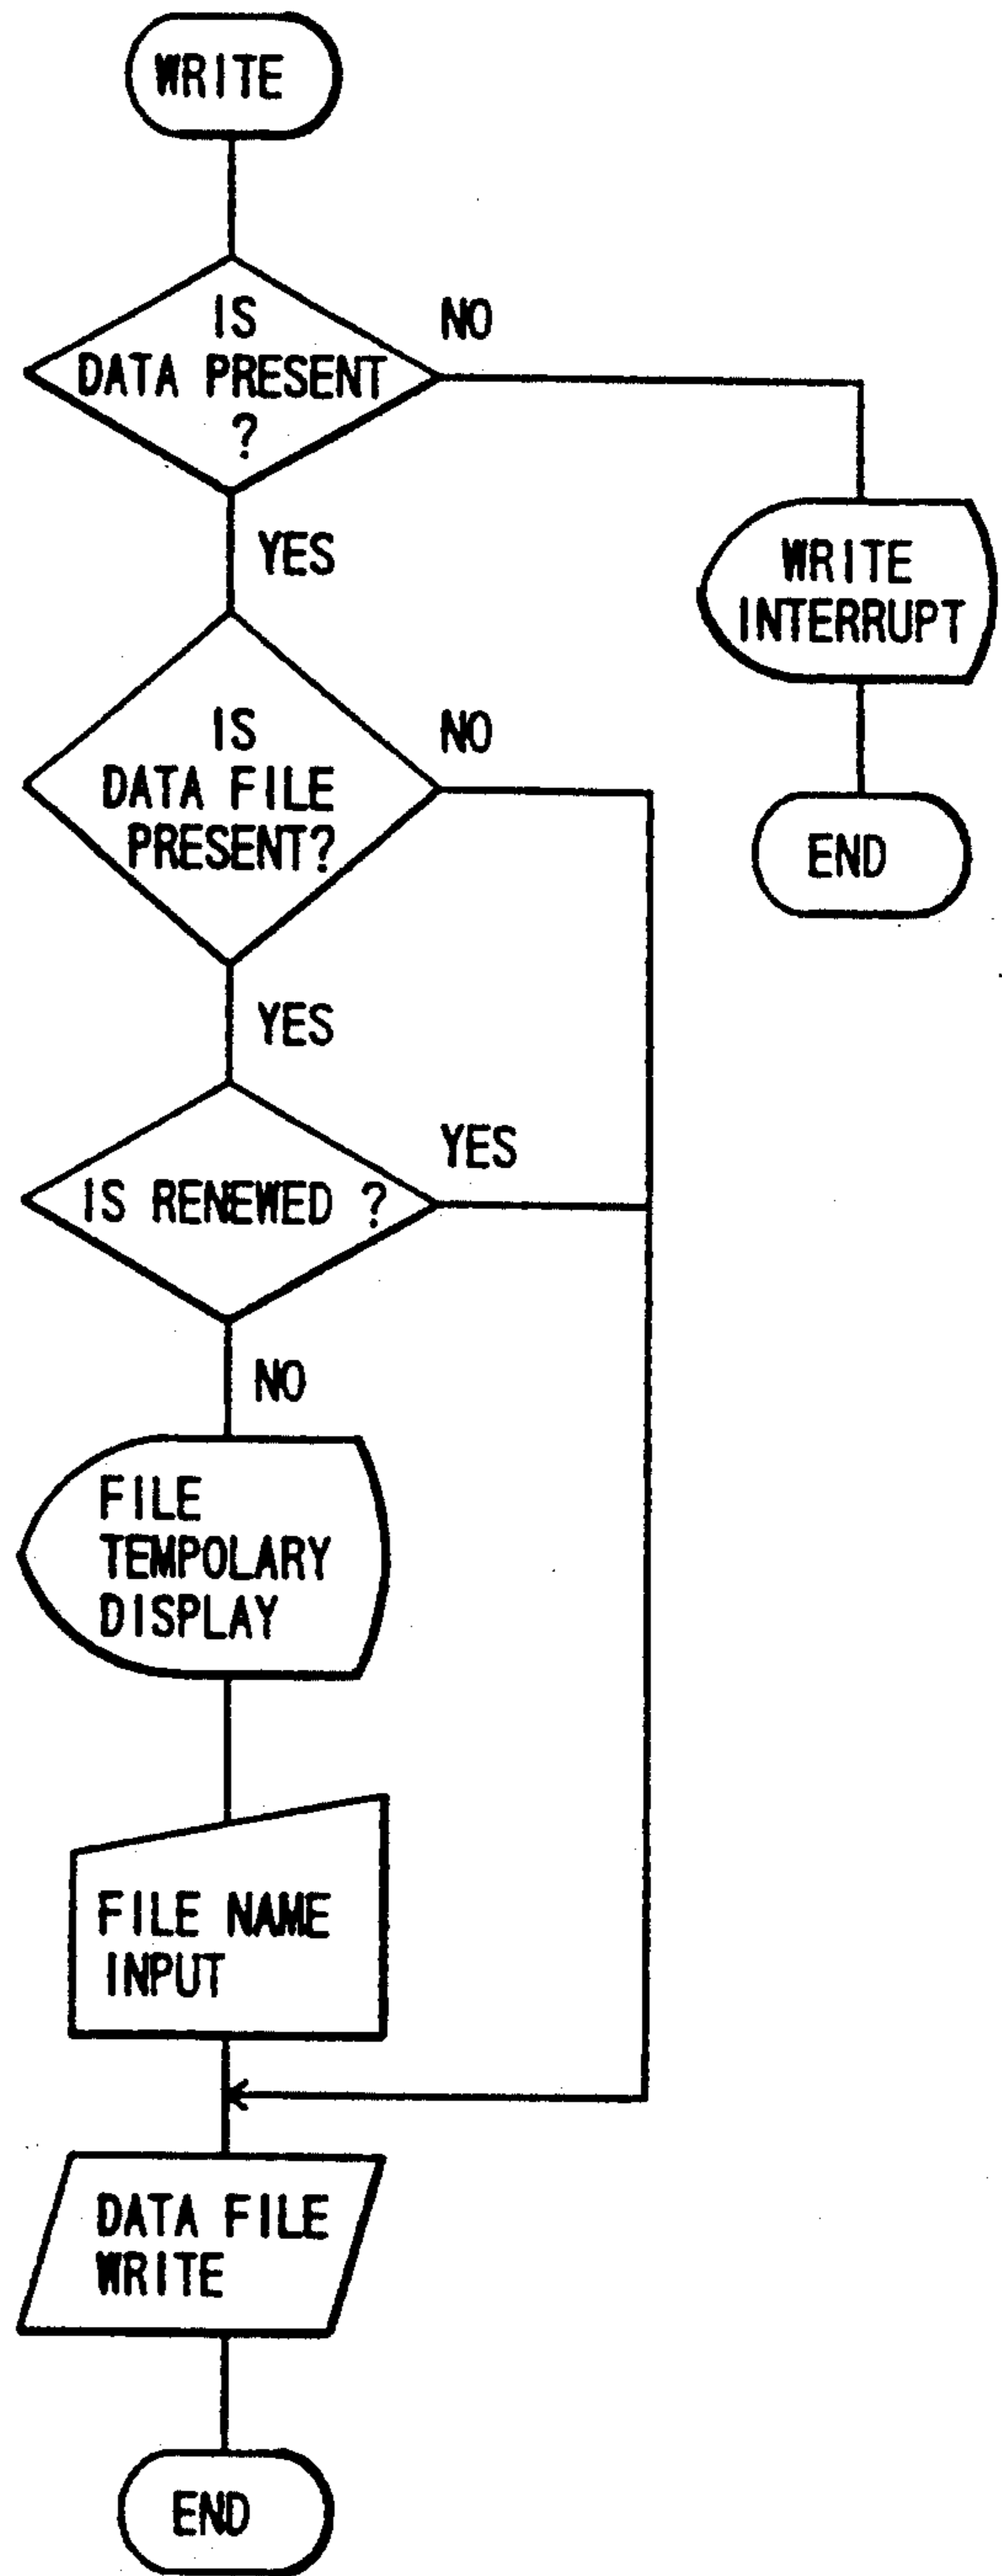 WRITE
IS
DATA PRESENT
?
NO
YES
WRITE
INTERRUPT
END
IS
DATA FILE
PRESENT?
NO
YES
IS RENEWED ?
YES
NO
FILE
TEMPOLARY
DISPLAY
FILE NAME
INPUT
DATA FILE
WRITE
END